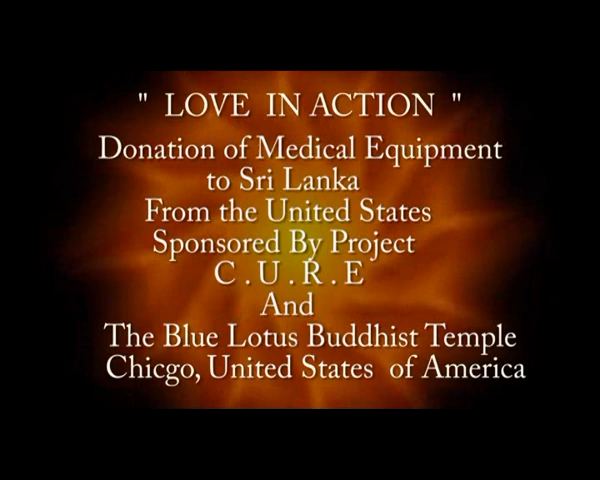 " LOVE IN ACTION "
Donation of Medical Equipment
to Sri Lanka
From the United States
Sponsored By Project
C . U . R . E
And
The Blue Lotus Buddhist Temple
Chicgo, United States of America